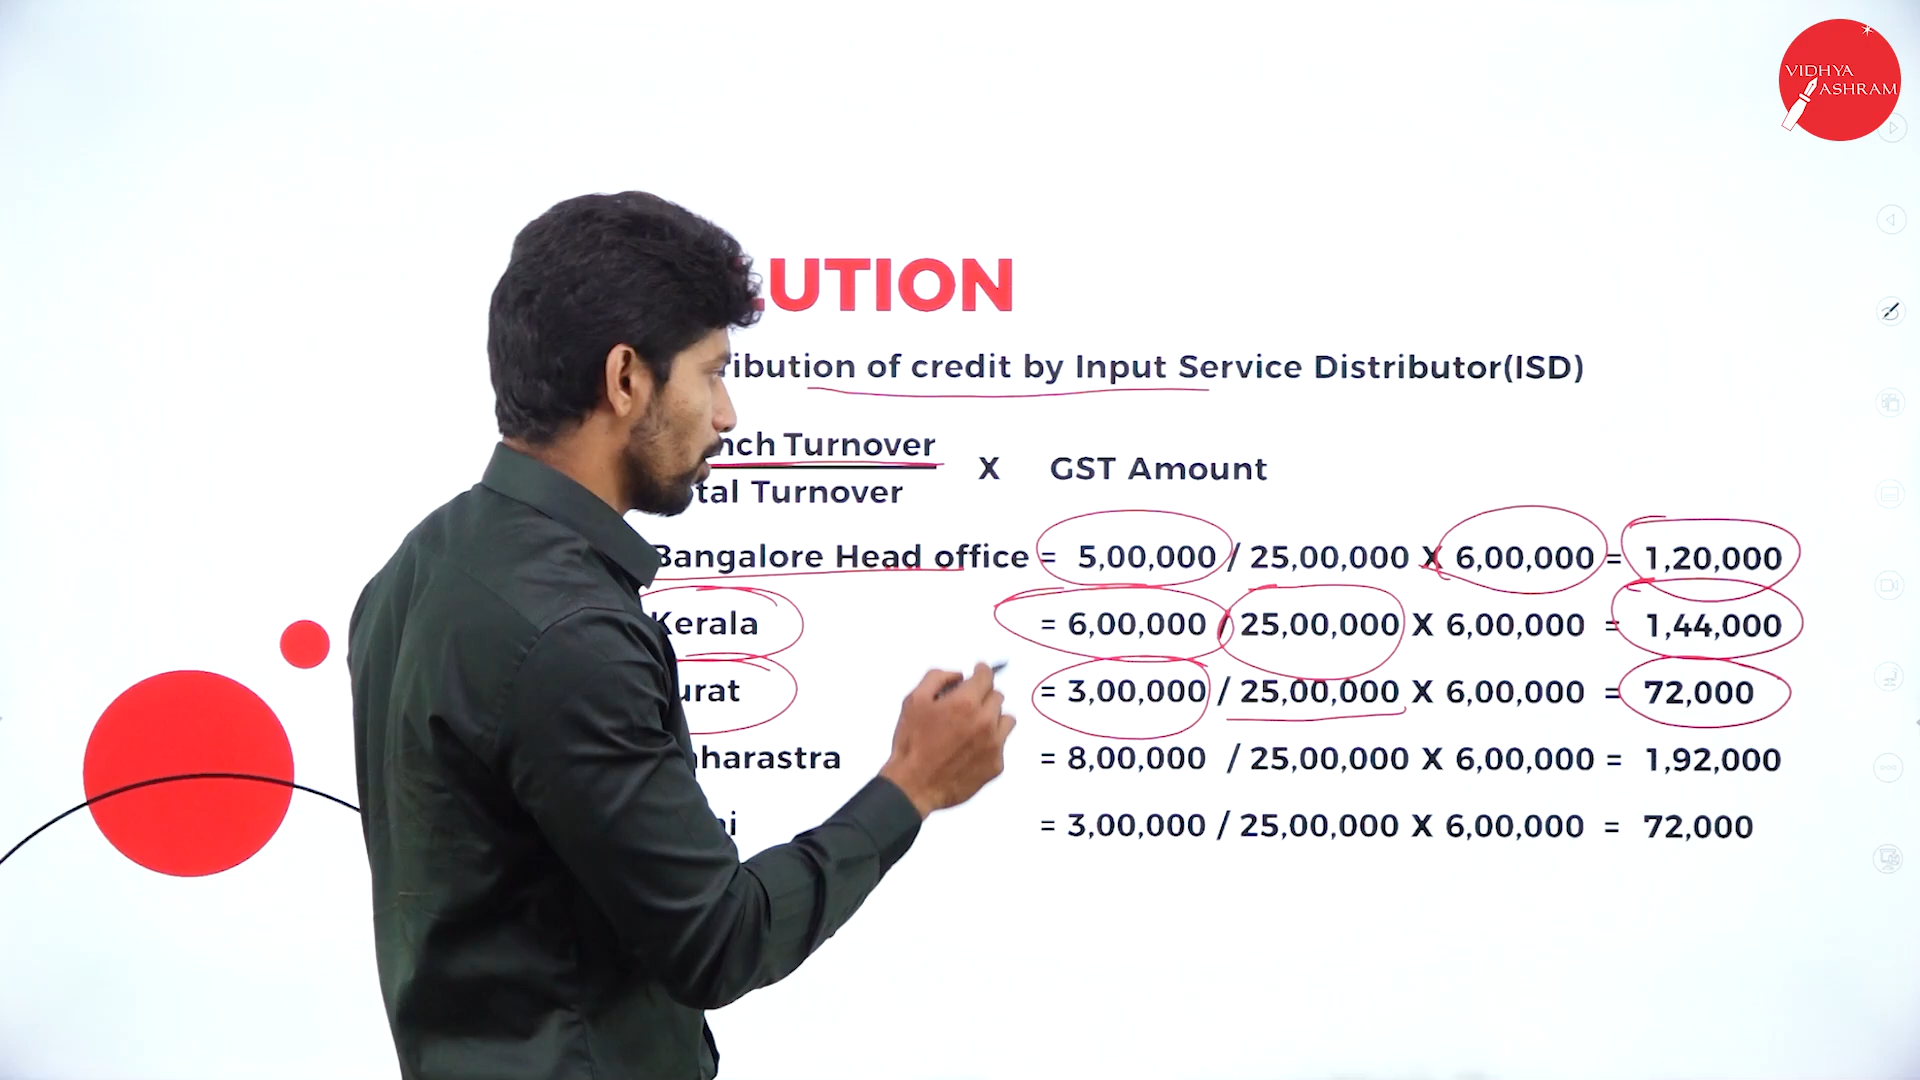 VIDHYA
ASHRAM
UTION
ribution of credit by Input Service Distributor(ISD)
nch Turnover
X GST Amount
tal Turnover
Bangalore Head office = 5,00,000 / 25,00,000 X 6,00,000 = 1,20,000
Kerala = 6,00,000 / 25,00,000 X 6,00,000 = 1,44,000
urat = 3,00,000 / 25,00,000 X 6,00,000 = 72,000
harastra = 8,00,000 / 25,00,000 X 6,00,000 = 1,92,000
i = 3,00,000 / 25,00,000 X 6,00,000 = 72,000